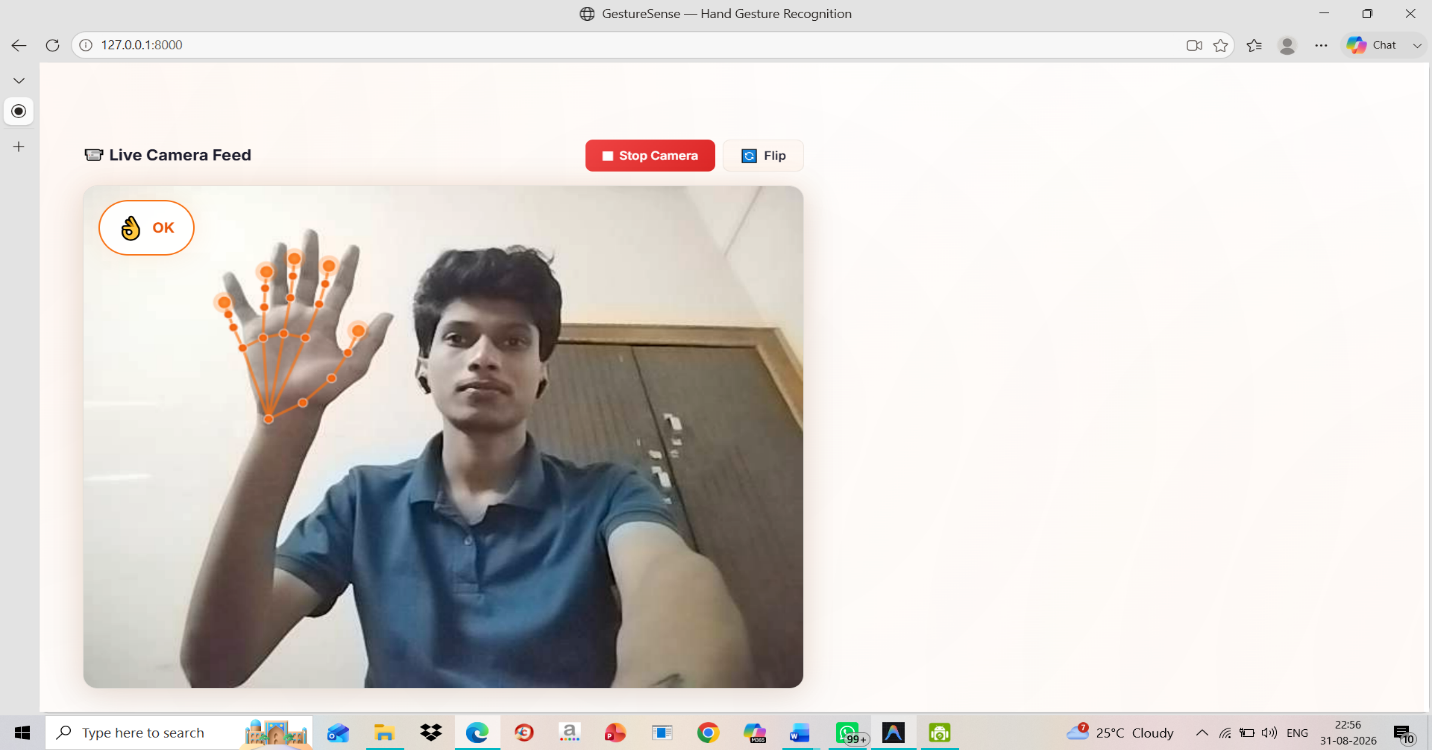 GestureSense — Hand Gesture Recognition
127.0.0.1:8000
Chat
Live Camera Feed
Stop Camera
Flip
OK
Type here to search
99+
7
25°C Cloudy
ENG
22:56
31-08-2026
10